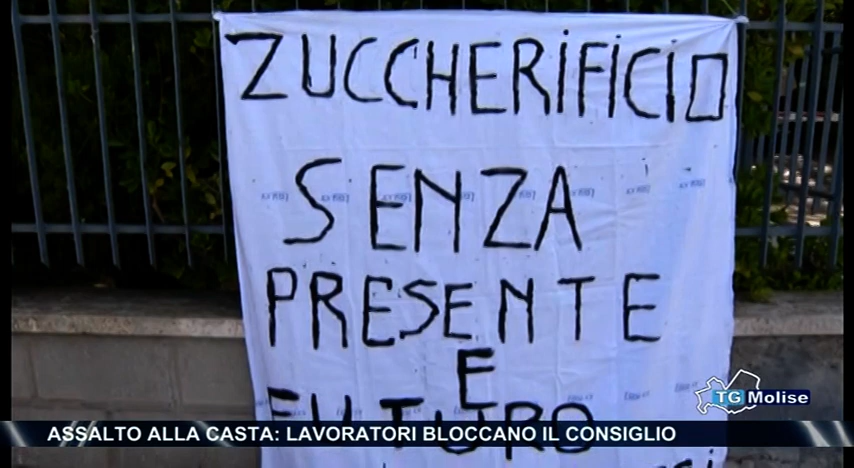 ZUCCHERIFICIO
SENZA
PRESENTE
E
FUTURO
TG Molise
ASSALTO ALLA CASTA: LAVORATORI BLOCCANO IL CONSIGLIO